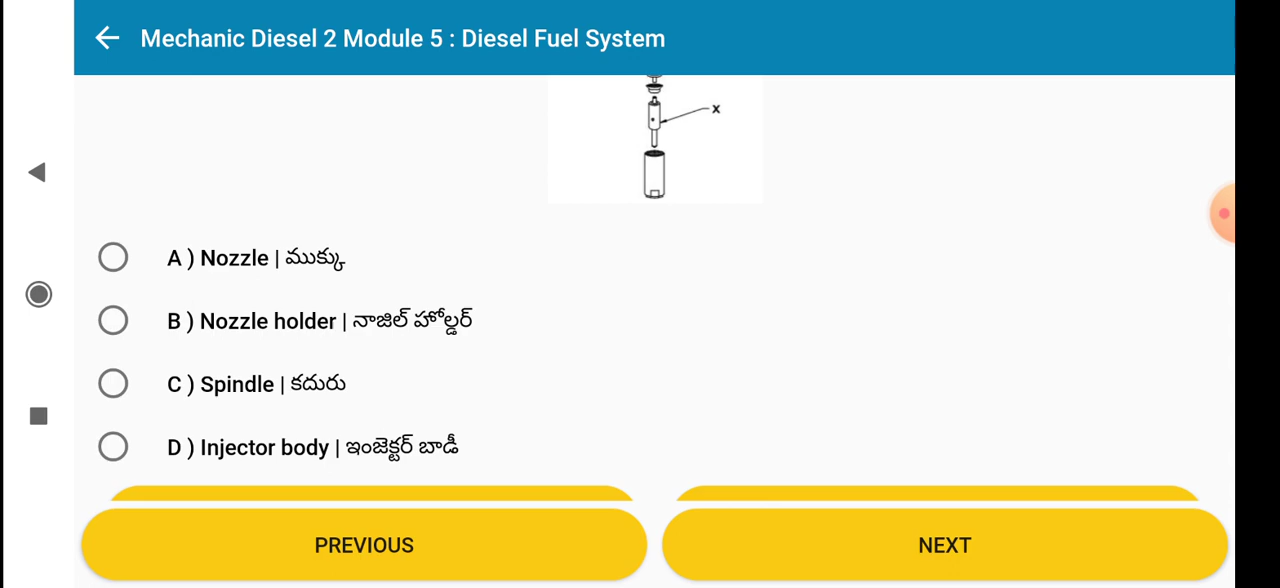 Mechanic Diesel 2 Module 5 : Diesel Fuel System
X
A ) Nozzle | ముక్కు
B ) Nozzle holder | నాజిల్ హోల్డర్
C ) Spindle | కదురు
D ) Injector body | ఇంజెక్టర్ బాడీ
PREVIOUS
NEXT